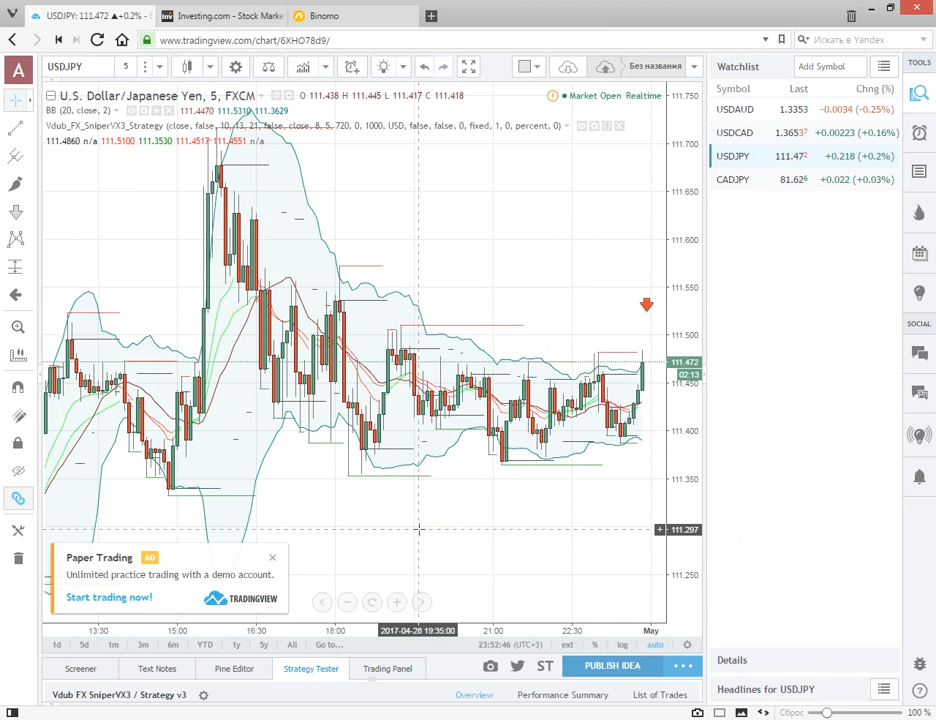 USDJPY: 111.472 ▲+0.2% -
Investing.com - Stock Marke
Binomo
www.tradingview.com/chart/6XHO78d9/
Искать в Yandex
A
USDJPY
5
Без названия
Watchlist
Add Symbol
TOOLS
U.S. Dollar/Japanese Yen, 5, FXCM
O 111.438 H 111.445 L 111.417 C 111.418
Market Open Realtime
BB (20, close, 2)
111.4470 111.5310 111.3629
Vdub_FX_SniperVX3_Strategy (close, false, 10, 13, 21, false, close, 8, 5, 720, 0, 1000, USD, false, false, 0, fixed, 1, 0, percent, 0)
111.4860 n/a 111.5100 111.3530 111.4517 111.4551 n/a
Symbol Last Chng (%)
USDAUD 1.3353 -0.0034 (-0.25%)
USDCAD 1.36537 +0.00223 (+0.16%)
USDJPY 111.472 +0.218 (+0.2%)
CADJPY 81.626 +0.022 (+0.03%)
SOCIAL
111.750
111.700
111.650
111.600
111.550
111.500
111.472
02:13
111.450
111.400
111.350
111.297
111.250
Paper Trading AD
Unlimited practice trading with a demo account.
Start trading now!
TRADINGVIEW
13:30 15:00 16:30 18:00 2017-04-28 19:35:00 21:00 22:30 May
1d 5d 1m 3m 6m YTD 1y 5y All Go to...
23:52:46 (UTC+3) ext % log auto
Screener Text Notes Pine Editor Strategy Tester Trading Panel
ST
PUBLISH IDEA
Details
Vdub FX SniperVX3 / Strategy v3
Overview Performance Summary List of Trades
Headlines for USDJPY
Сброс
100 %